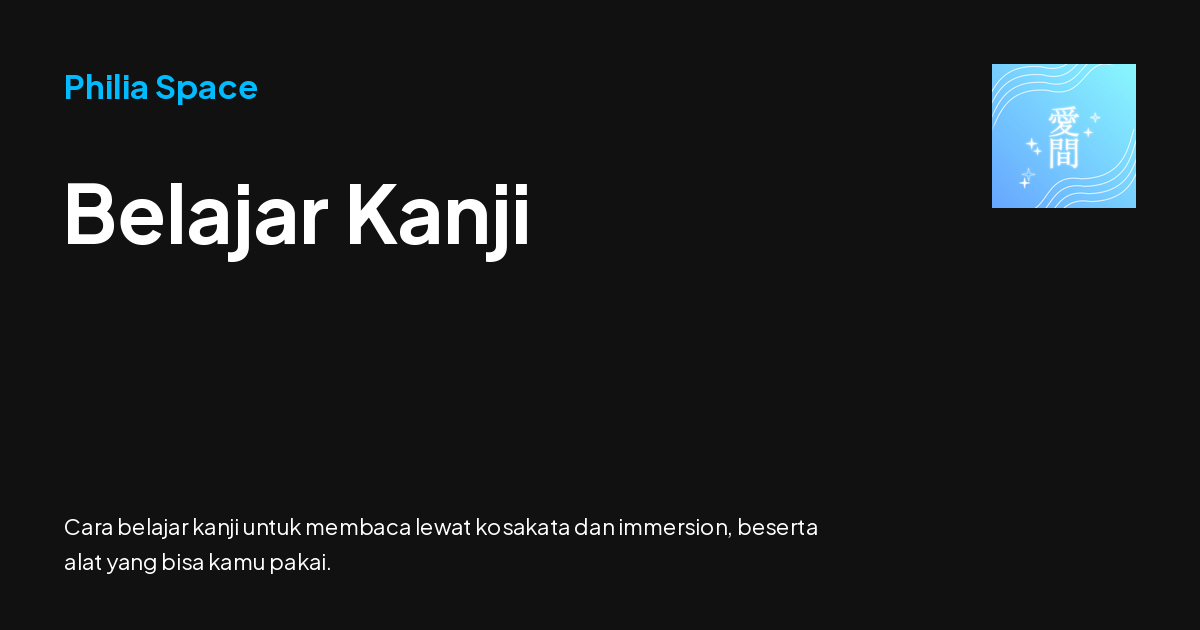 Philia Space
愛
間
Belajar Kanji
Cara belajar kanji untuk membaca lewat kosakata dan immersion, beserta
alat yang bisa kamu pakai.